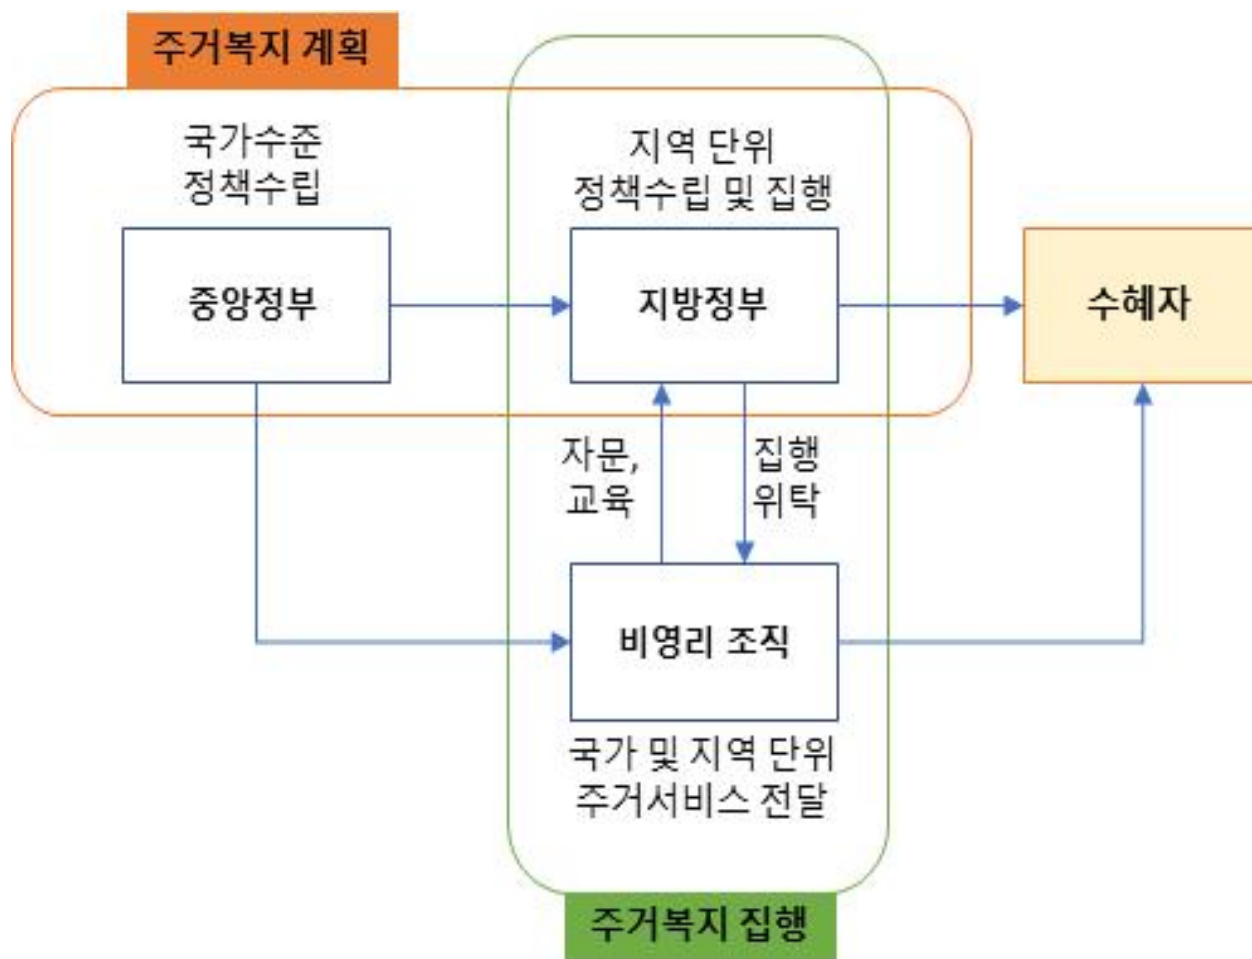 주거복지 계획
국가수준
정책수립
지역 단위
정책수립 및 집행
중앙정부
지방정부
수혜자
자문,
교육
집행
위탁
비영리 조직
국가 및 지역 단위
주거서비스 전달
주거복지 집행